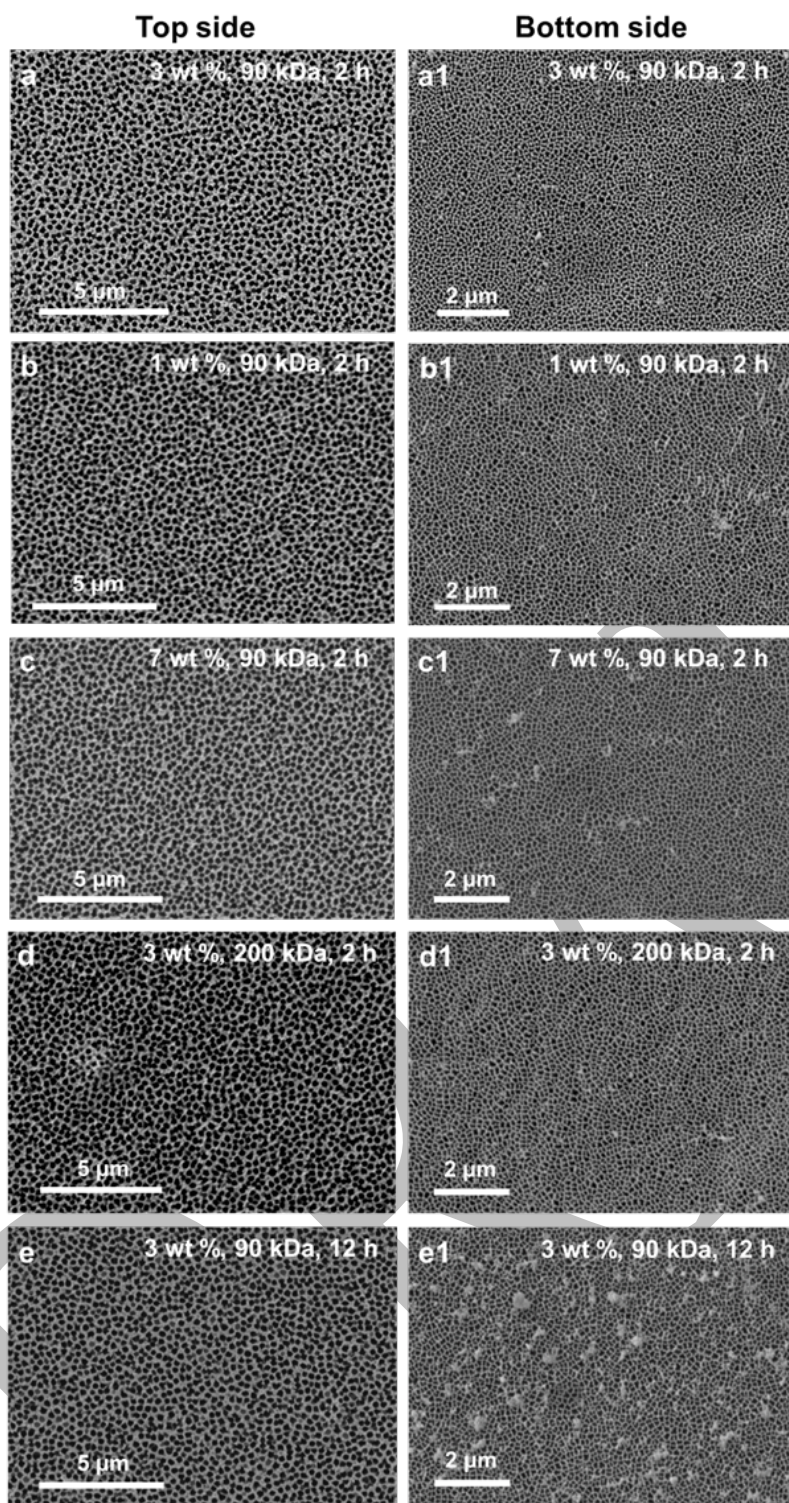 Top side
Bottom side
a
3 wt %, 90 kDa, 2 h
5 µm
a1
3 wt %, 90 kDa, 2 h
2 µm
b
1 wt %, 90 kDa, 2 h
5 µm
b1
1 wt %, 90 kDa, 2 h
2 µm
c
7 wt %, 90 kDa, 2 h
5 µm
c1
7 wt %, 90 kDa, 2 h
2 µm
d
3 wt %, 200 kDa, 2 h
5 µm
d1
3 wt %, 200 kDa, 2 h
2 µm
e
3 wt %, 90 kDa, 12 h
5 µm
e1
3 wt %, 90 kDa, 12 h
2 µm